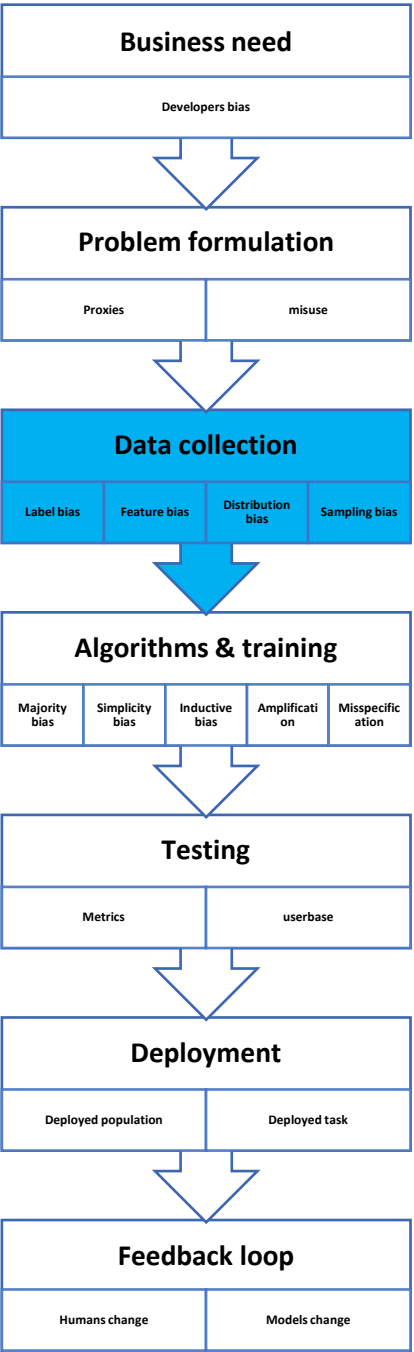 Business need
Developers bias
Problem formulation
Proxies
misuse
Data collection
Label bias
Feature bias
Distribution
bias
Sampling bias
Algorithms & training
Majority
bias
Simplicity
bias
Inductive
bias
Amplificati
on
Misspecific
ation
Testing
Metrics
userbase
Deployment
Deployed population
Deployed task
Feedback loop
Humans change
Models change